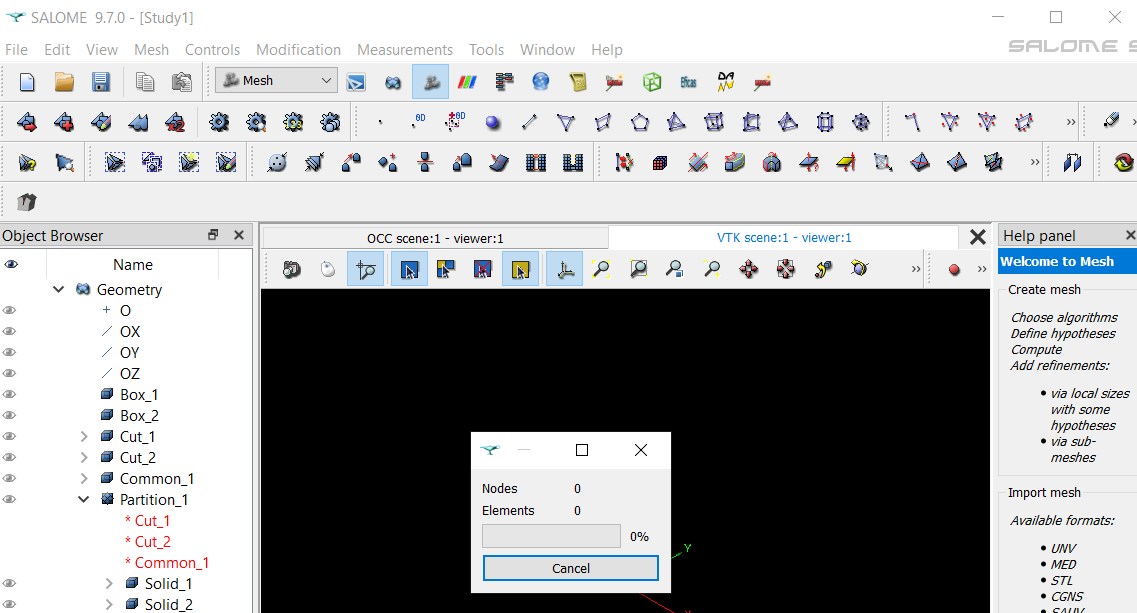 SALOME 9.7.0 - [Study1]
File Edit View Mesh Controls Modification Measurements Tools Window Help
SALOME S
Mesh
0D
0D
Object Browser
OCC scene:1 - viewer:1
VTK scene:1 - viewer:1
Help panel
Name
Welcome to Mesh
Geometry
Create mesh
O
Choose algorithms
OX
Define hypotheses
OY
Compute
OZ
Add refinements:
Box_1
• via local sizes
Box_2
with some
hypotheses
Cut_1
• via sub-
Cut_2
meshes
Common_1
Nodes 0
Import mesh
Partition_1
Elements 0
* Cut_1
Available formats:
0%
* Cut_2
• UNV
Y
* Common_1
• MED
Cancel
Solid_1
• STL
• CGNS
Solid_2
• SAUV